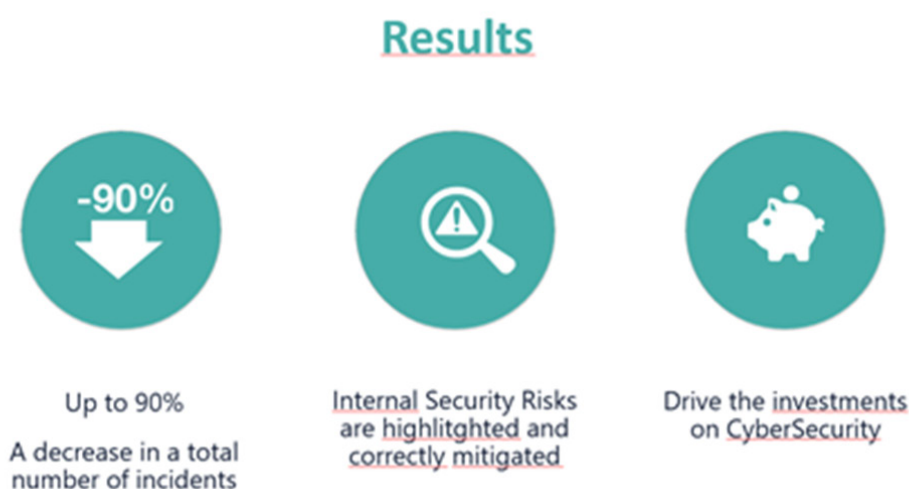 Results
-90%
Up to 90%
A decrease in a total
number of incidents
Internal Security Risks
are highlitghted and
correctly mitigated
Drive the investments
on CyberSecurity